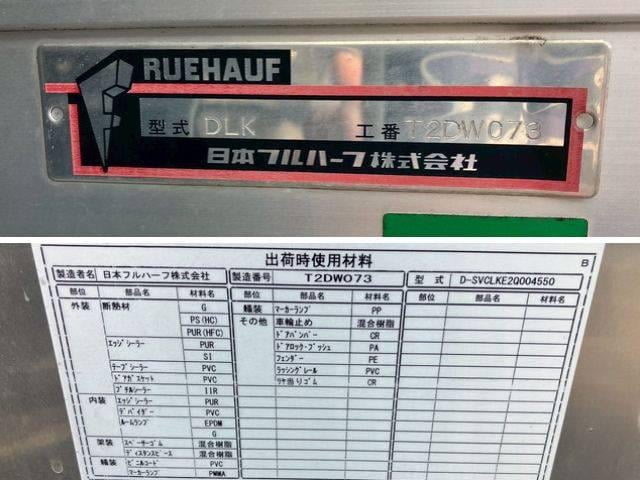 RUEHAUF
型式 DLK 工番 T2DW073
日本フルハーフ株式会社
出荷時使用材料 B
製造者名 日本フルハーフ株式会社 製造番号 T2DW073 型式 D-SVCLKE2Q004550
部位 部品名 材料名 部位 部品名 材料名
外装 断熱材 G 艤装 マーカーランプ PP
PS(HC) その他 車輪止め 混合樹脂
PUR(HFC) ドアバンパー CR
エッジシーラー PUR ドアロック・ブッシュ PA
SI フェンダー PE
テープシーラー PVC ラッシングレール PVC
ドアガスケット PVC リヤ当りゴム CR
ブチルシーラー IIR
内装 エッジシーラー PUR
デバイダー PVC
ルームランプ EPDM
G
架装 スペーサーゴム 混合樹脂
ディスタンスピース 混合樹脂
艤装 ビニルコード PVC
マーカーランプ PMMA